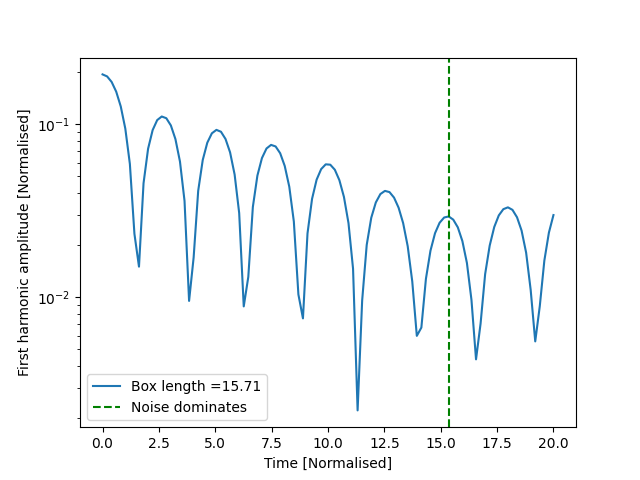 First harmonic amplitude [Normalised]
10⁻¹
10⁻²
Box length =15.71
Noise dominates
0.0 2.5 5.0 7.5 10.0 12.5 15.0 17.5 20.0
Time [Normalised]